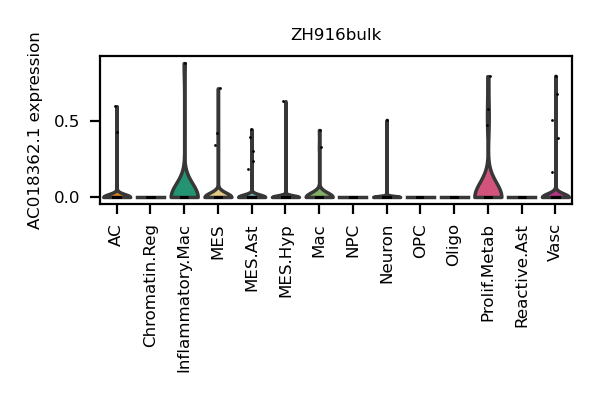 ZH916bulk
AC018362.1 expression
0.5
0.0
AC
Chromatin.Reg
Inflammatory.Mac
MES
MES.Ast
MES.Hyp
Mac
NPC
Neuron
OPC
Oligo
Prolif.Metab
Reactive.Ast
Vasc